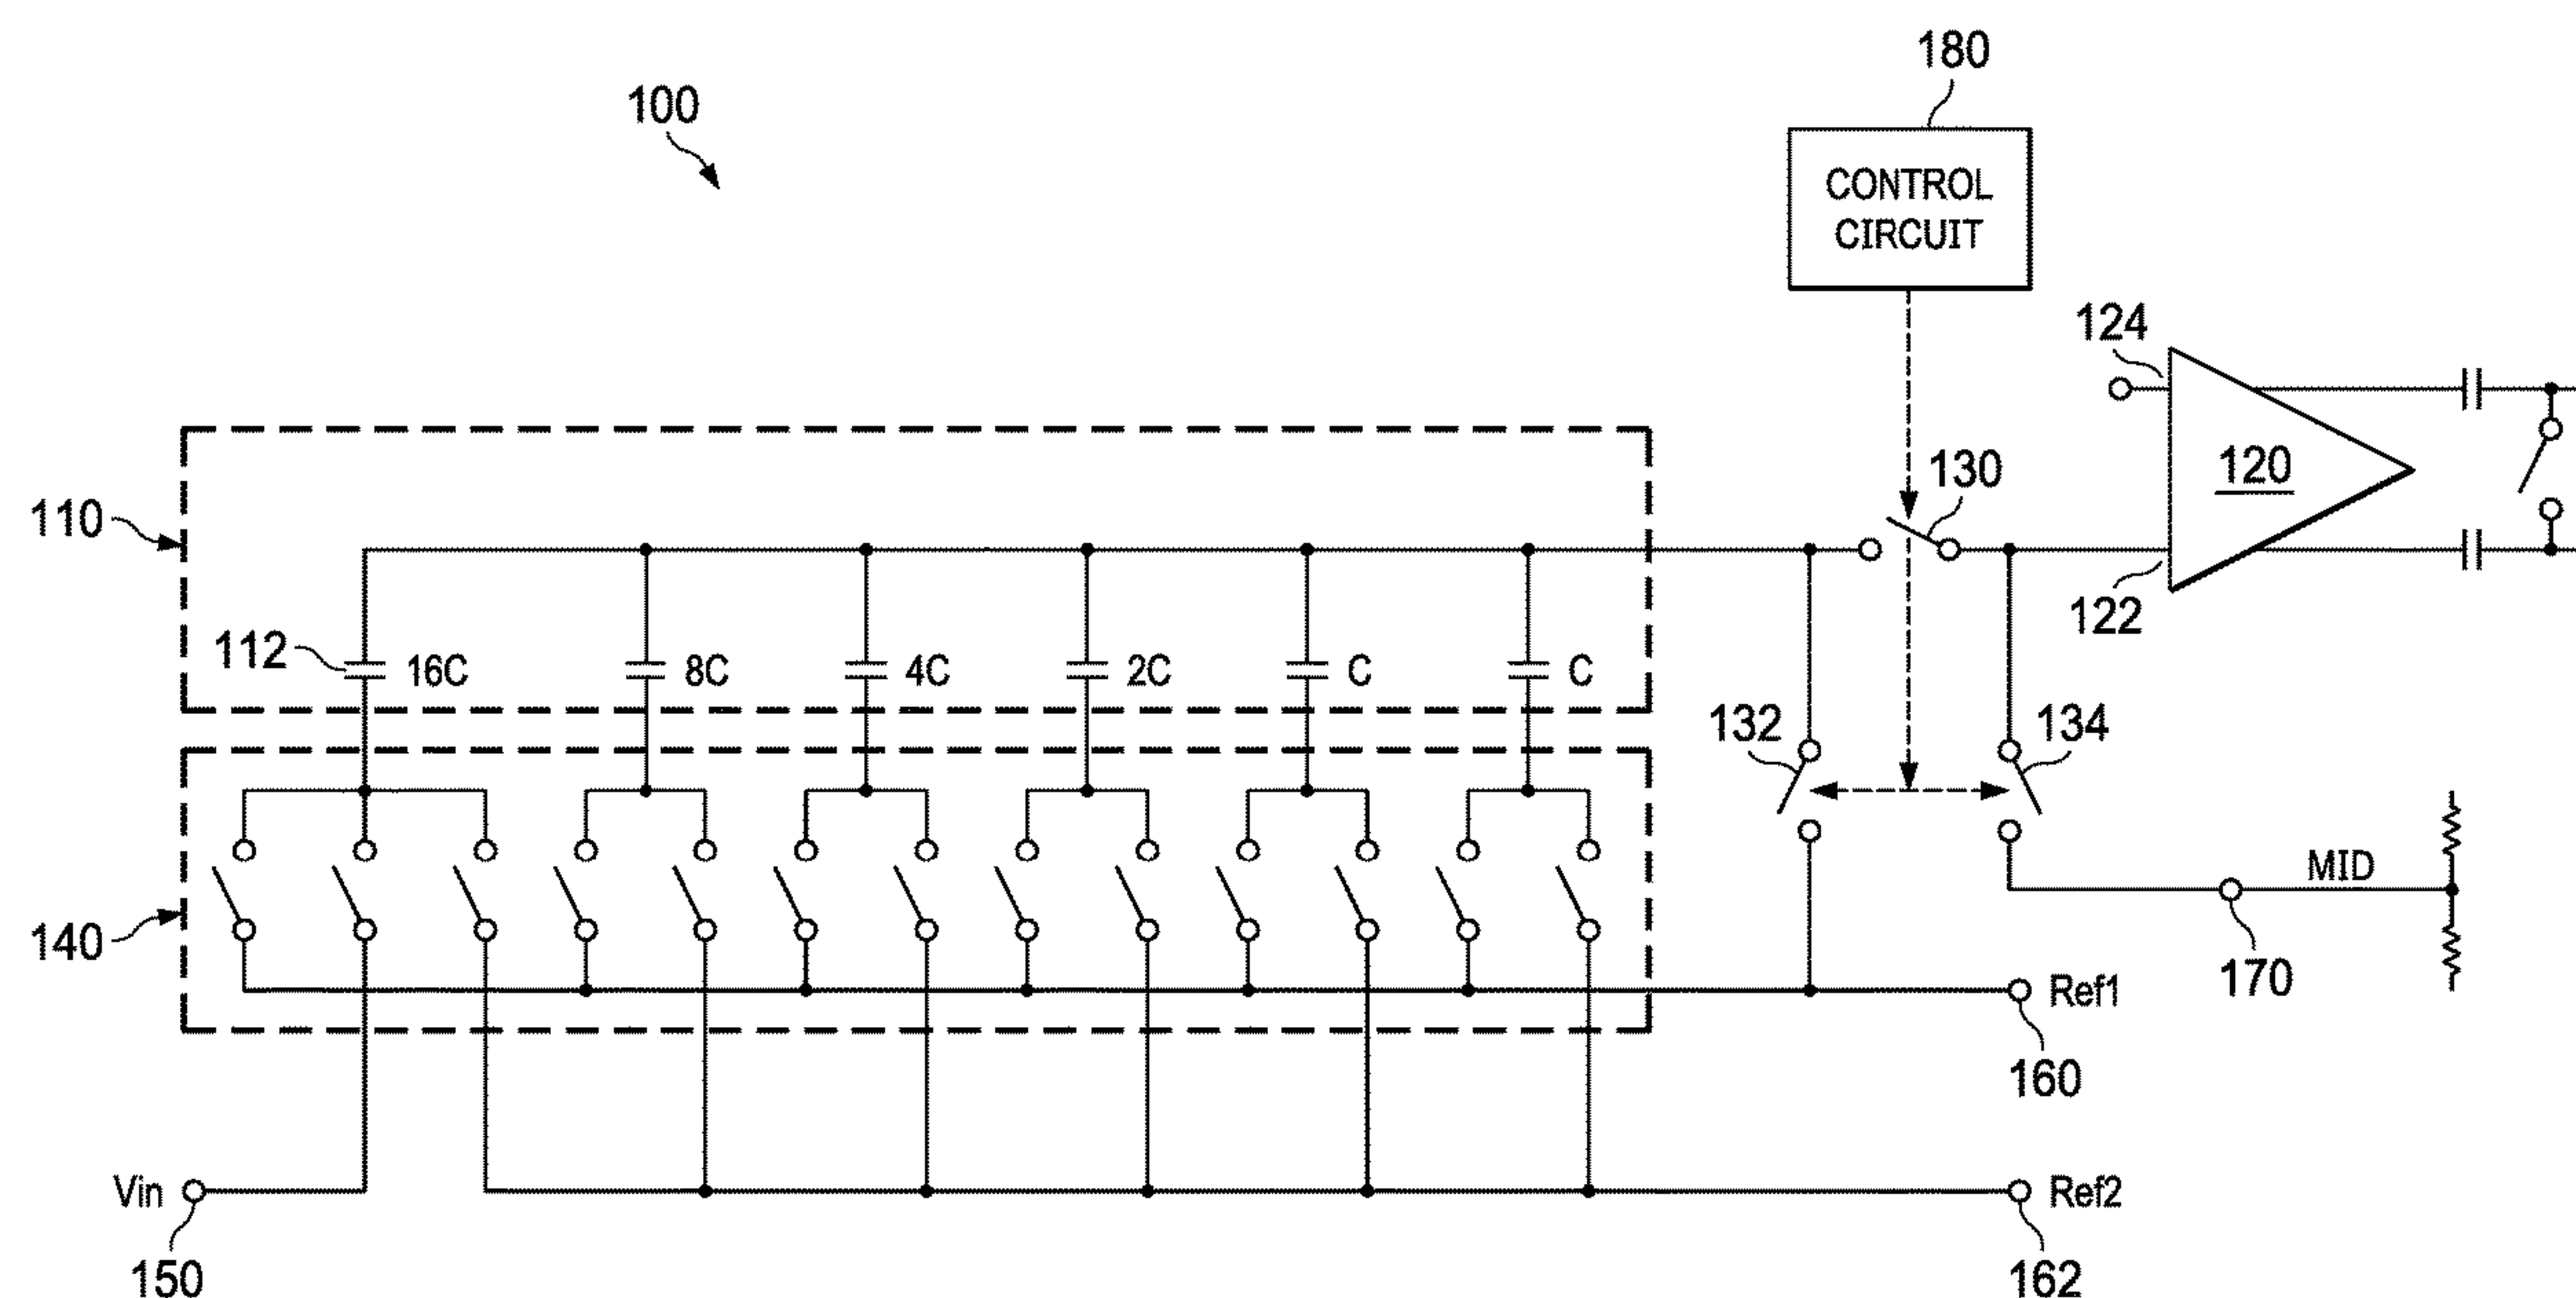 180
100
CONTROL
CIRCUIT
124
130
120
110
122
112
16C
8C
4C
2C
C
C
132
134
MID
140
170
Ref1
160
Vin
Ref2
150
162